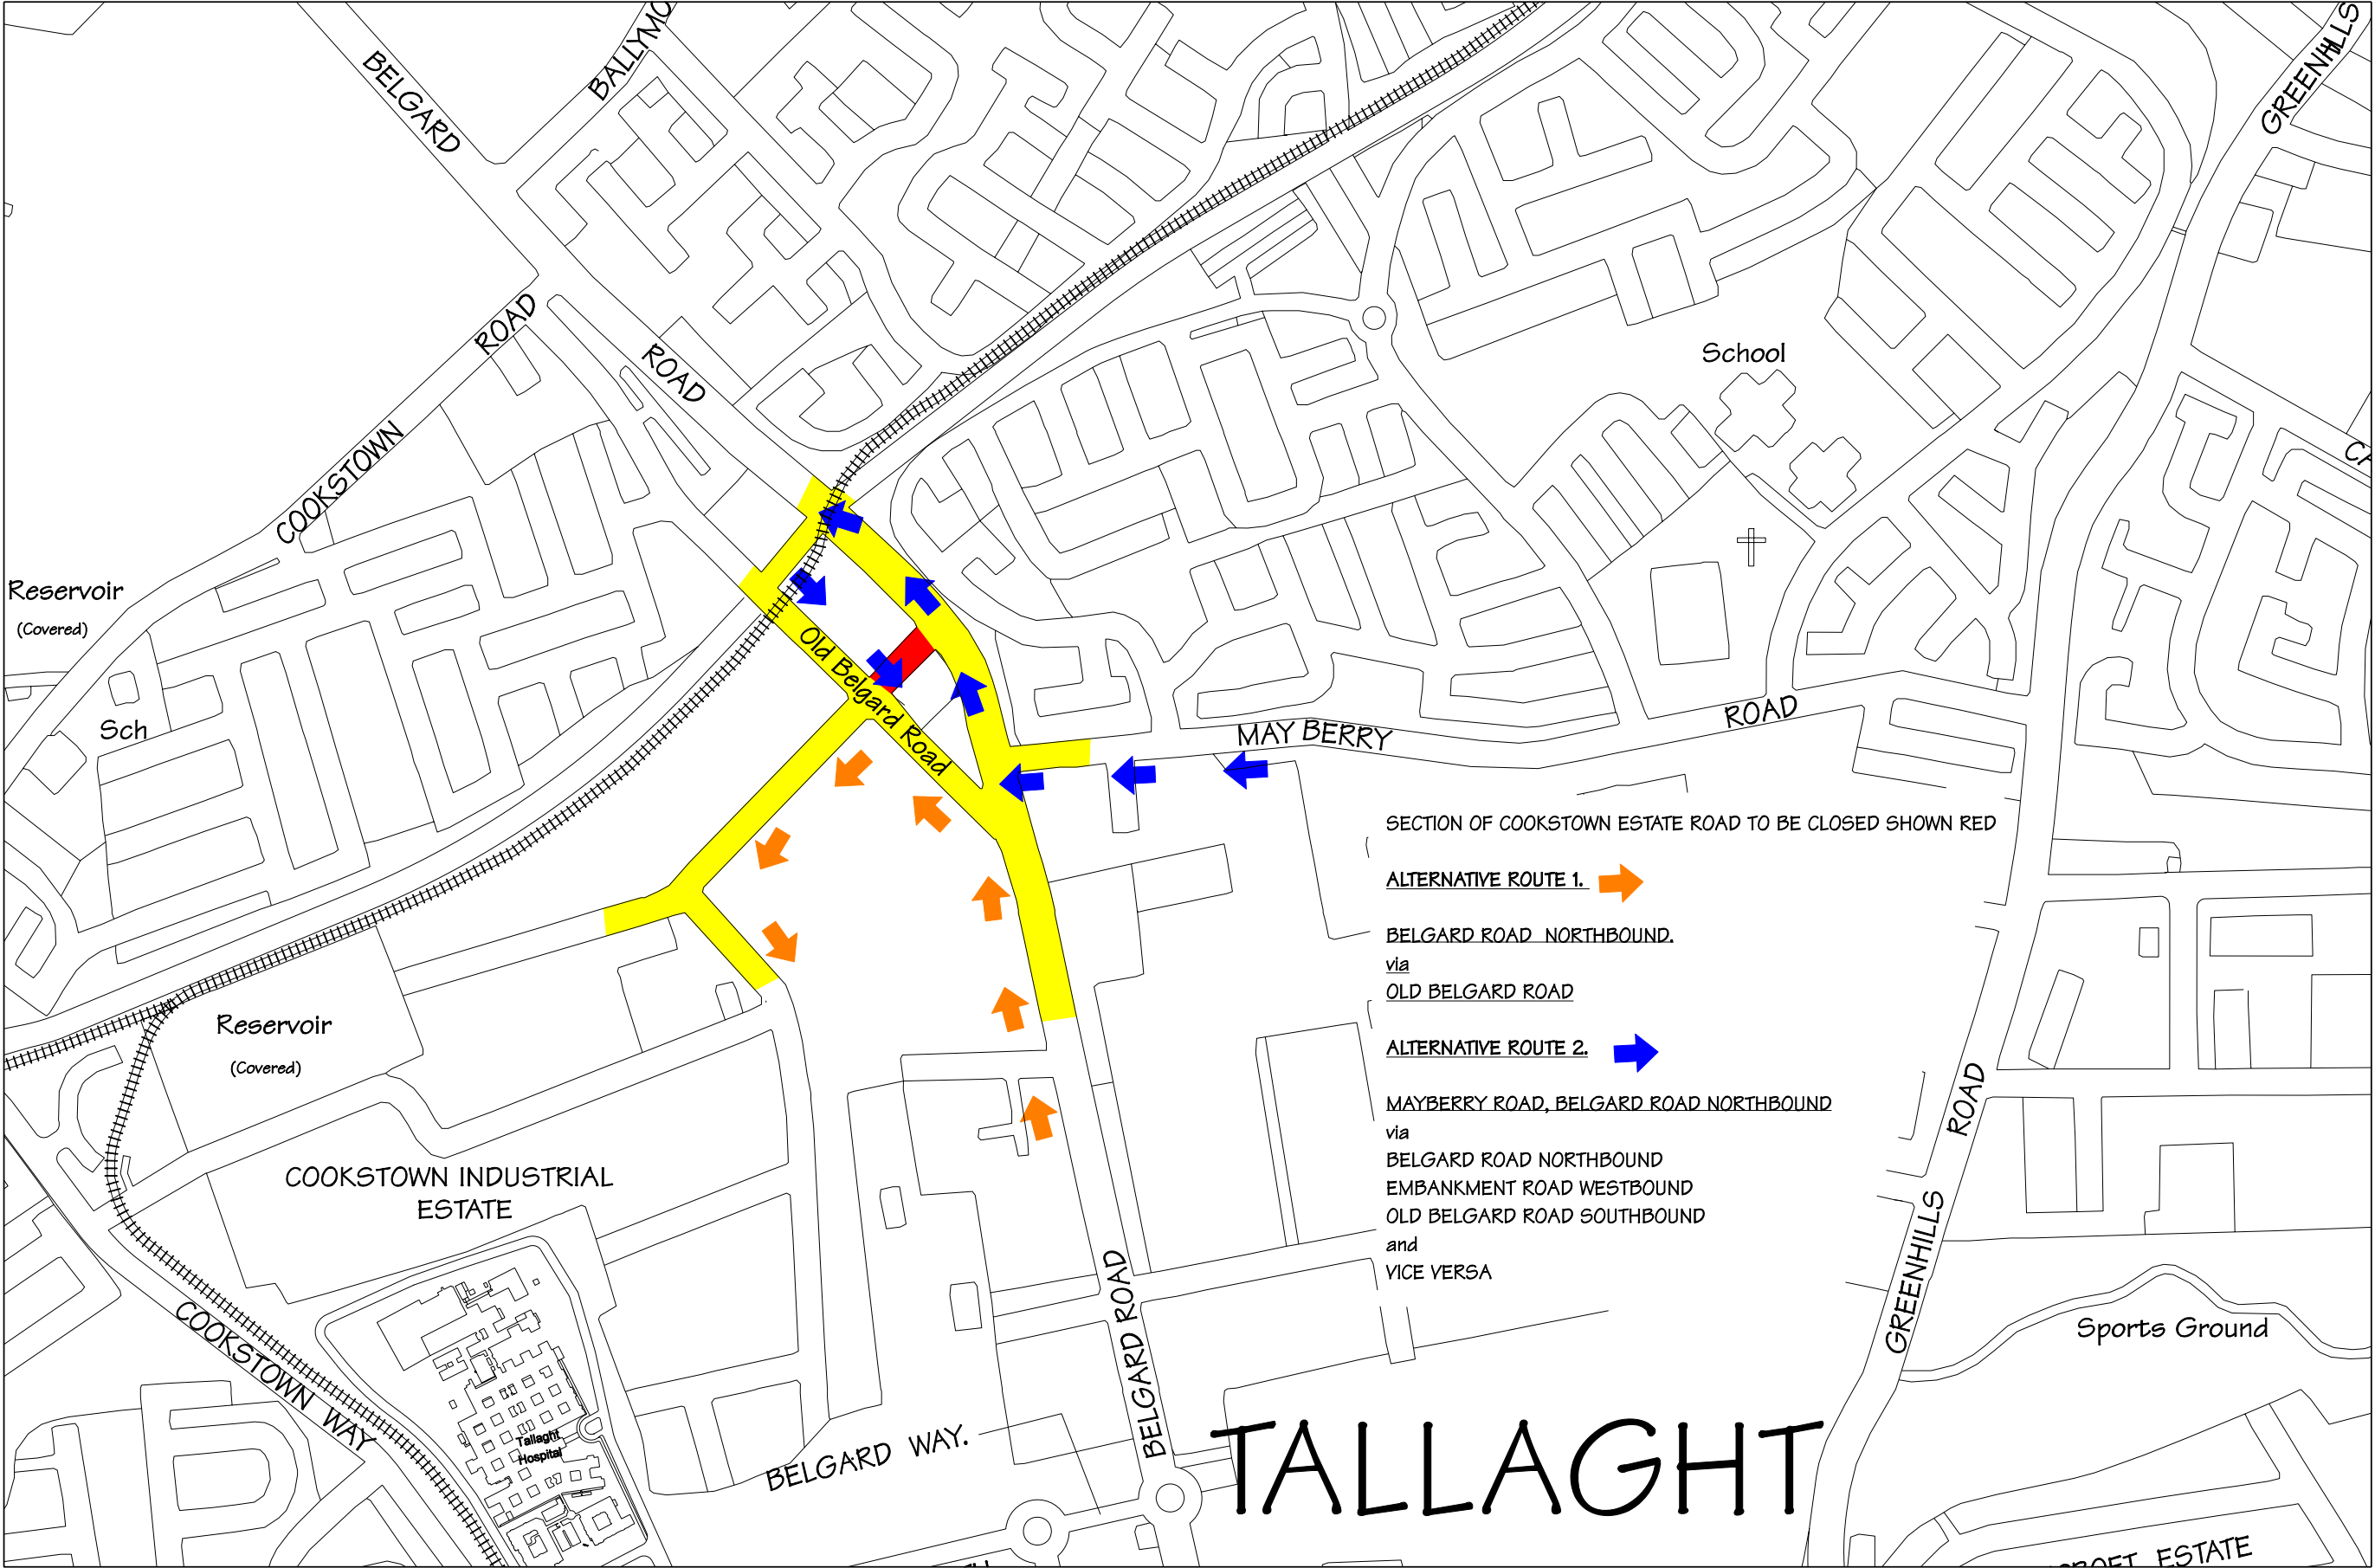 BELGARD
GREENHILLS
ROAD
COOKSTOWN
ROAD
School
Reservoir
(Covered)
Old Belgard Road
Sch
MAY BERRY
ROAD
SECTION OF COOKSTOWN ESTATE ROAD TO BE CLOSED SHOWN RED
ALTERNATIVE ROUTE 1.
BELGARD ROAD NORTHBOUND.
via
OLD BELGARD ROAD
ALTERNATIVE ROUTE 2.
MAYBERRY ROAD, BELGARD ROAD NORTHBOUND
via
BELGARD ROAD NORTHBOUND
EMBANKMENT ROAD WESTBOUND
OLD BELGARD ROAD SOUTHBOUND
and
VICE VERSA
Reservoir
(Covered)
COOKSTOWN INDUSTRIAL
ESTATE
COOKSTOWN WAY
Tallaght
Hospital
BELGARD WAY.
BELGARD ROAD
BELGARD ROAD
GREENHILLS ROAD
Sports Ground
TALLAGHT
ESTATE